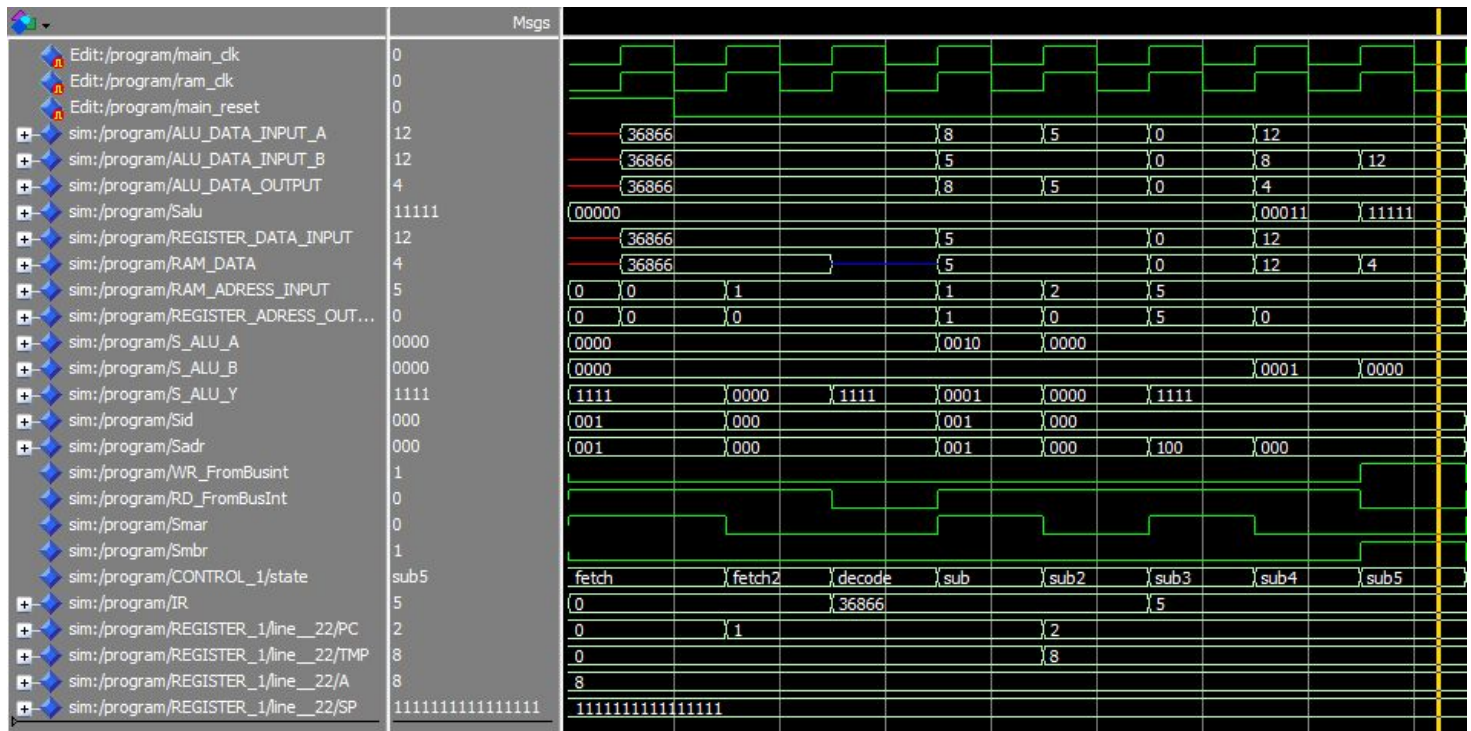 Msgs
Edit:/program/main_clk 0
Edit:/program/ram_clk 0
Edit:/program/main_reset 0
sim:/program/ALU_DATA_INPUT_A 12 36866 8 5 0 12
sim:/program/ALU_DATA_INPUT_B 12 36866 5 0 8 12
sim:/program/ALU_DATA_OUTPUT 4 36866 8 5 0 4
sim:/program/Salu 11111 00000 00011 11111
sim:/program/REGISTER_DATA_INPUT 12 36866 5 0 12
sim:/program/RAM_DATA 4 36866 5 0 12 4
sim:/program/RAM_ADRESS_INPUT 5 0 0 1 1 2 5
sim:/program/REGISTER_ADRESS_OUT... 0 0 0 0 1 0 5 0
sim:/program/S_ALU_A 0000 0000 0010 0000
sim:/program/S_ALU_B 0000 0000 0001 0000
sim:/program/S_ALU_Y 1111 1111 0000 1111 0001 0000 1111
sim:/program/Sid 000 001 000 001 000
sim:/program/Sadr 000 001 000 001 000 100 000
sim:/program/WR_FromBusint 1
sim:/program/RD_FromBusInt 0
sim:/program/Smar 0
sim:/program/Smbr 1
sim:/program/CONTROL_1/state sub5 fetch fetch2 decode sub sub2 sub3 sub4 sub5
sim:/program/IR 5 0 36866 5
sim:/program/REGISTER_1/line__22/PC 2 0 1 2
sim:/program/REGISTER_1/line__22/TMP 8 0 8
sim:/program/REGISTER_1/line__22/A 8 8
sim:/program/REGISTER_1/line__22/SP 1111111111111111 1111111111111111